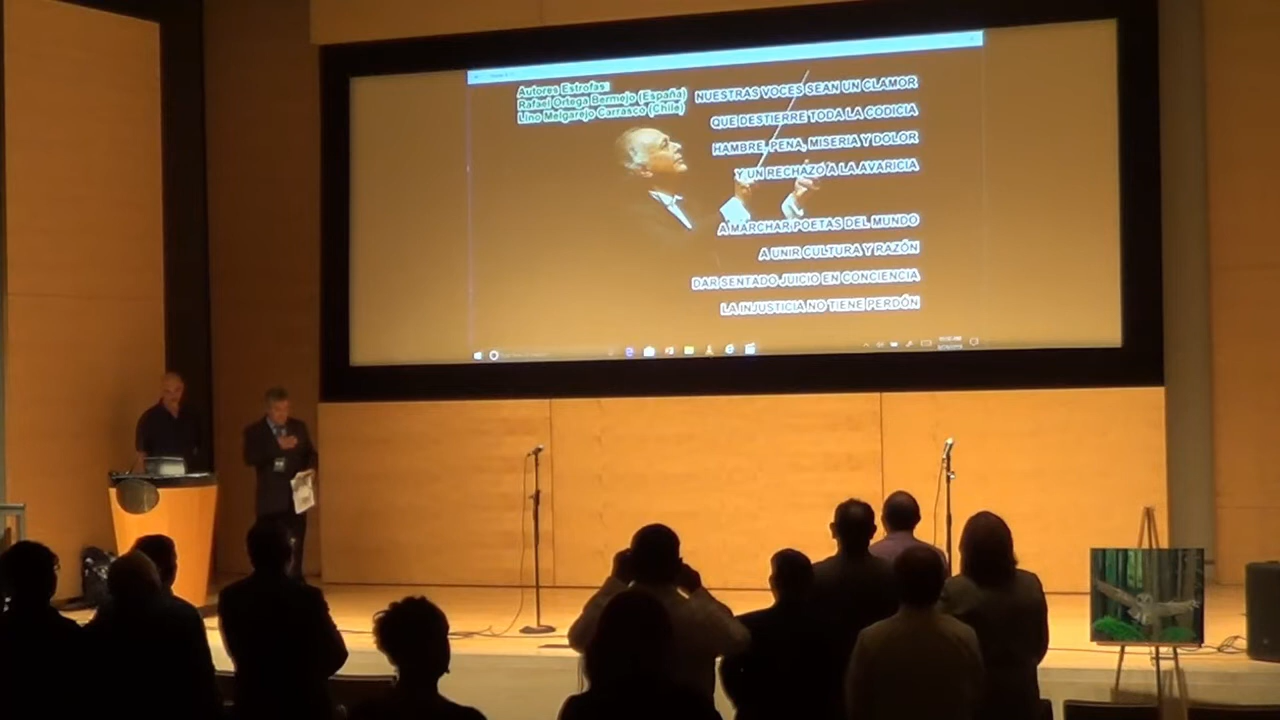 Autores Estrofas:
Rafael Ortega Bermejo (España)
Lino Melgarejo Carrasco (Chile)
NUESTRAS VOCES SEAN UN CLAMOR
QUE DESTIERRE TODA LA CODICIA
HAMBRE, PENA, MISERIA Y DOLOR
Y UN RECHAZO A LA AVARICIA
A MARCHAR POETAS DEL MUNDO
A UNIR CULTURA Y RAZÓN
DAR SENTADO JUICIO EN CONCIENCIA
LA INJUSTICIA NO TIENE PERDÓN